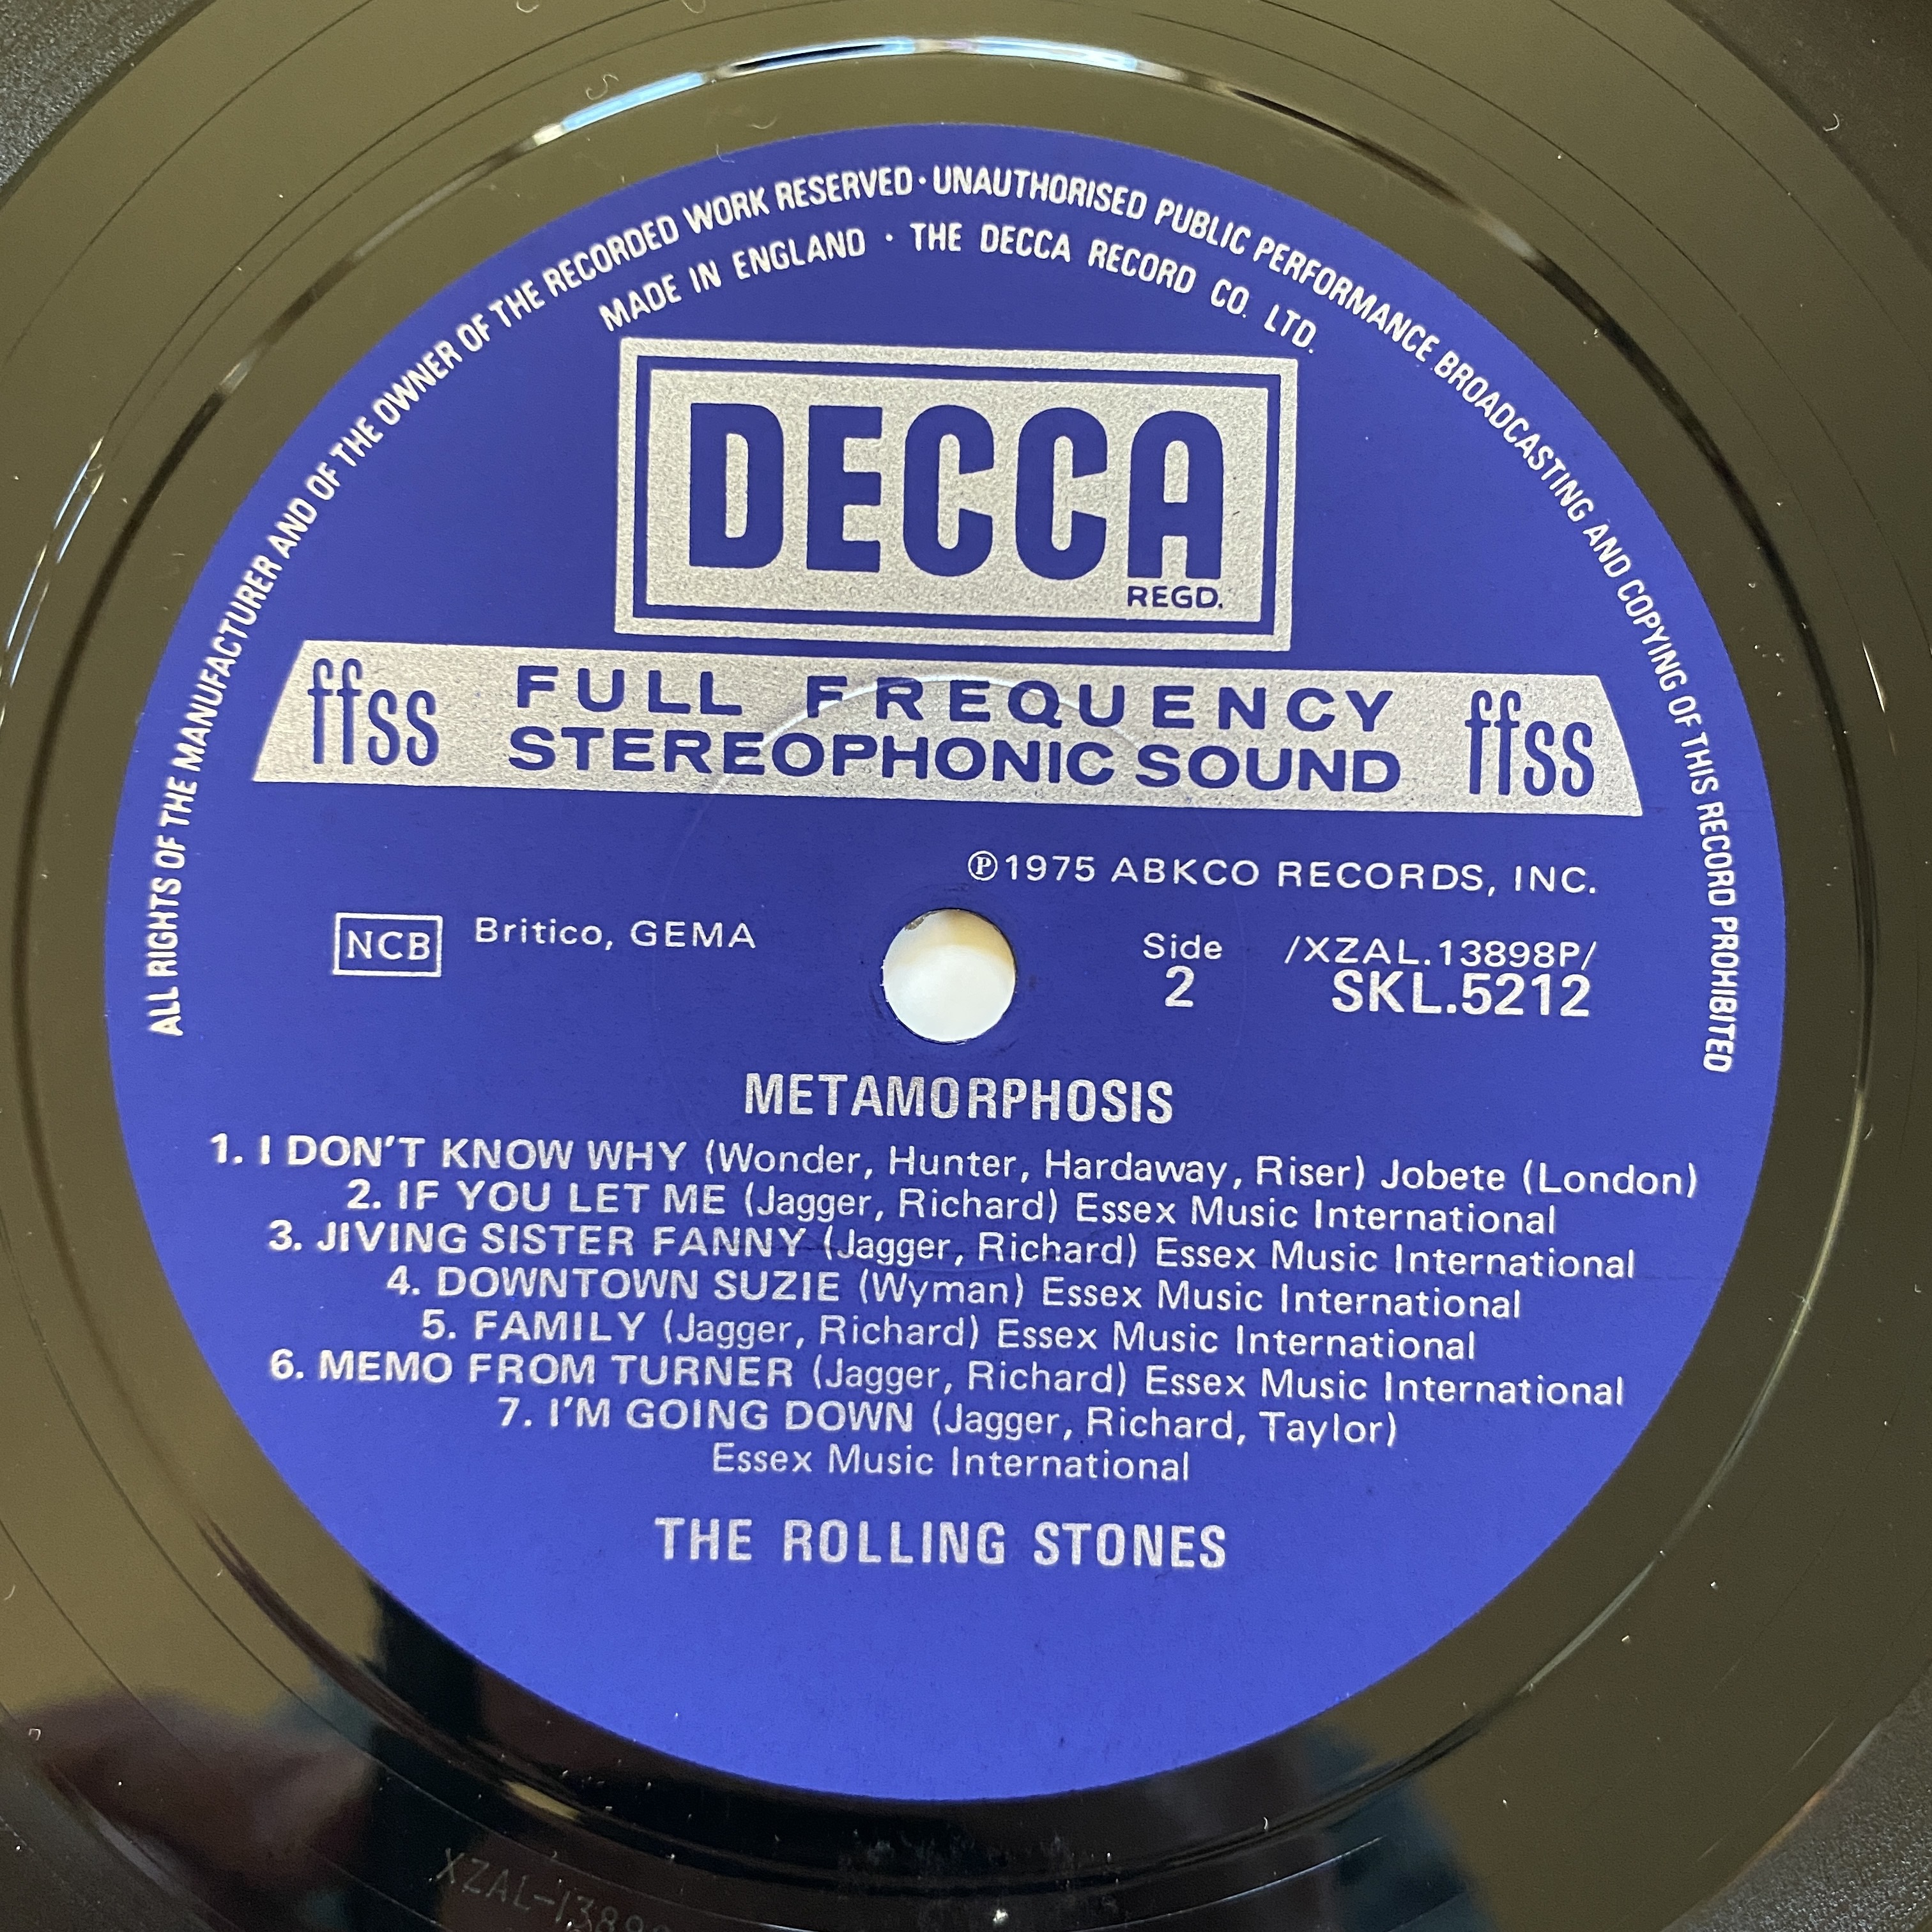 ALL RIGHTS OF THE MANUFACTURER AND OF THE OWNER OF THE RECORDED WORK RESERVED · UNAUTHORISED PUBLIC PERFORMANCE BROADCASTING AND COPYING OF THIS RECORD PROHIBITED
MADE IN ENGLAND · THE DECCA RECORD CO. LTD.
DECCA
REGD.
ffss FULL FREQUENCY STEREOPHONIC SOUND ffss
℗1975 ABKCO RECORDS, INC.
NCB Britico, GEMA
Side /XZAL.13898P/
2 SKL.5212
METAMORPHOSIS
1. I DON'T KNOW WHY (Wonder, Hunter, Hardaway, Riser) Jobete (London)
2. IF YOU LET ME (Jagger, Richard) Essex Music International
3. JIVING SISTER FANNY (Jagger, Richard) Essex Music International
4. DOWNTOWN SUZIE (Wyman) Essex Music International
5. FAMILY (Jagger, Richard) Essex Music International
6. MEMO FROM TURNER (Jagger, Richard) Essex Music International
7. I'M GOING DOWN (Jagger, Richard, Taylor)
Essex Music International
THE ROLLING STONES